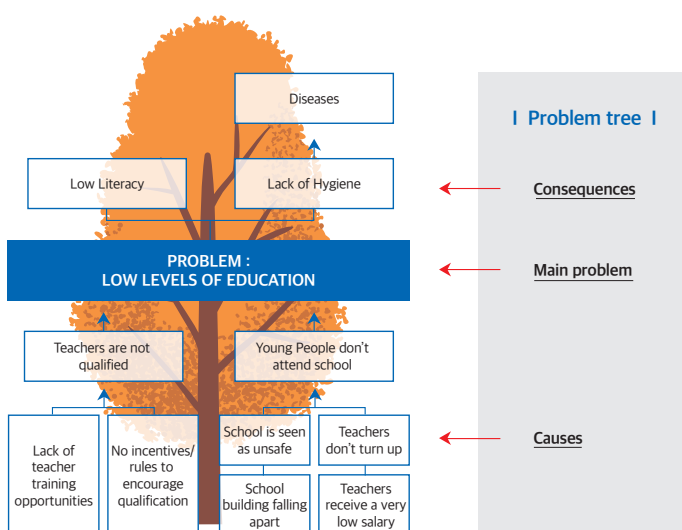 Diseases
I Problem tree I
Low Literacy
Lack of Hygiene
Consequences
PROBLEM :
LOW LEVELS OF EDUCATION
Main problem
Teachers are not
qualified
Young People don't
attend school
Lack of
teacher
training
opportunities
No incentives/
rules to
encourage
qualification
School is seen
as unsafe
Teachers
don't turn up
Causes
School
building falling
apart
Teachers
receive a very
low salary